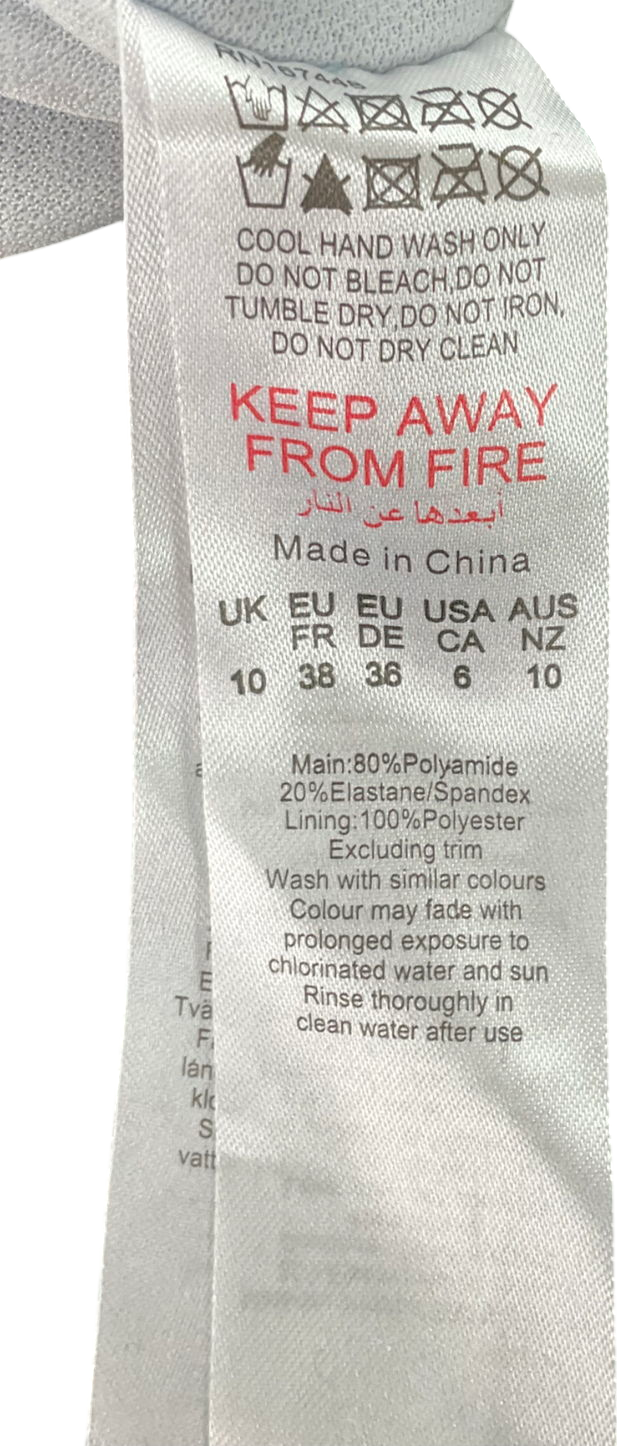 COOL HAND WASH ONLY
DO NOT BLEACH,DO NOT
TUMBLE DRY,DO NOT IRON,
DO NOT DRY CLEAN
KEEP AWAY
FROM FIRE
أبعدها عن النار
Made in China
UK EU EU USA AUS
FR DE CA NZ
10 38 36 6 10
Main:80%Polyamide
20%Elastane/Spandex
Lining:100%Polyester
Excluding trim
Wash with similar colours
Colour may fade with
prolonged exposure to
chlorinated water and sun
Rinse thoroughly in
clean water after use